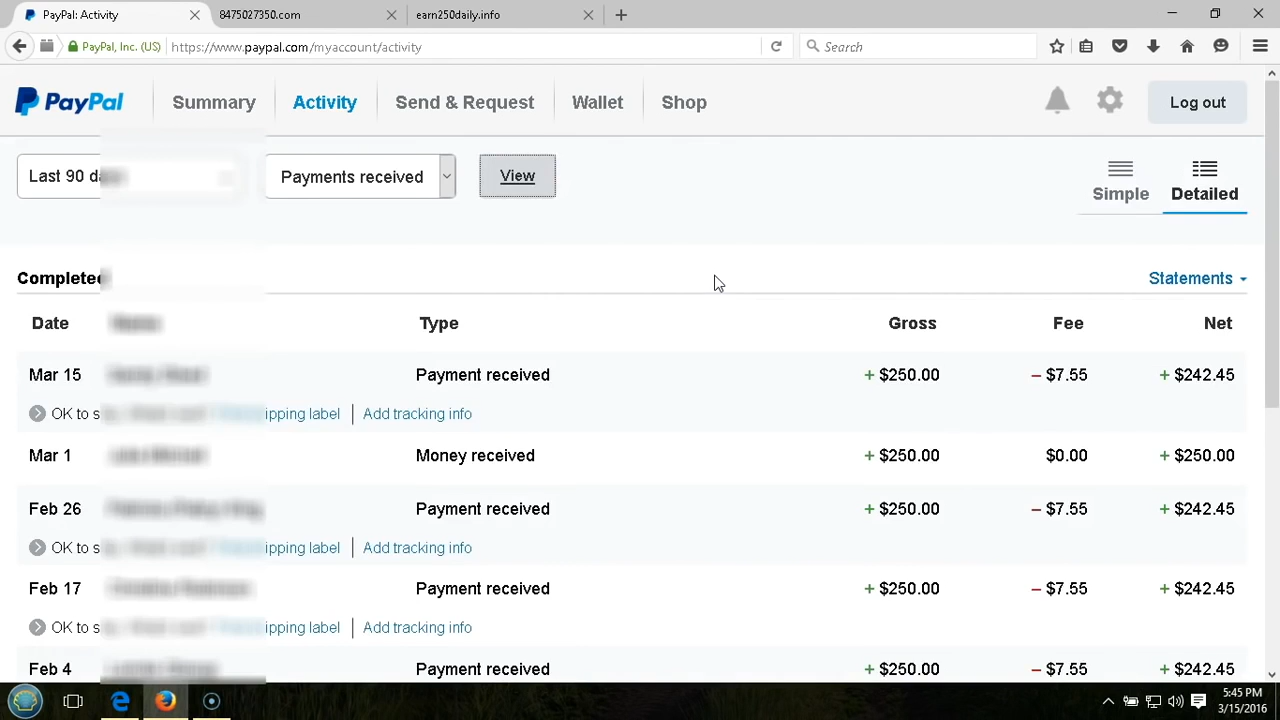 PayPal: Activity
8475027350.com
earn250daily.info
PayPal, Inc. (US)
https://www.paypal.com/myaccount/activity
Search
PayPal
Summary
Activity
Send & Request
Wallet
Shop
Log out
Last 90
Payments received
View
Simple
Detailed
Completed
Statements
Date Type Gross Fee Net
Mar 15 Payment received + $250.00 – $7.55 + $242.45
OK to s ipping label | Add tracking info
Mar 1 Money received + $250.00 $0.00 + $250.00
Feb 26 Payment received + $250.00 – $7.55 + $242.45
OK to s ipping label | Add tracking info
Feb 17 Payment received + $250.00 – $7.55 + $242.45
OK to s ipping label | Add tracking info
Feb 4 Payment received + $250.00 – $7.55 + $242.45
5:45 PM
3/15/2016